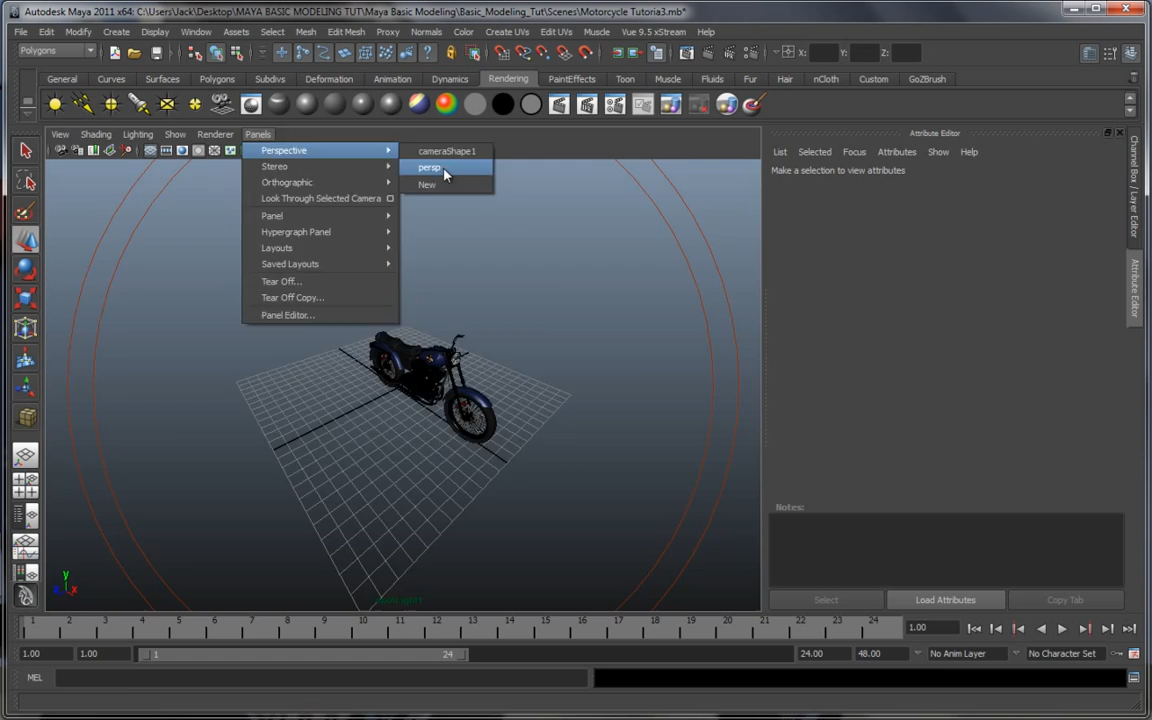 Autodesk Maya 2011 x64: C:\Users\Jack\Desktop\MAYA BASIC MODELING TUT\Maya Basic Modeling\Basic_Modeling_Tut\Scenes\Motorcycle Tutoria3.mb*
File Edit Modify Create Display Window Assets Select Mesh Edit Mesh Proxy Normals Color Create UVs Edit UVs Muscle Vue 9.5 xStream Help
Polygons X: Y: Z:
General Curves Surfaces Polygons Subdivs Deformation Animation Dynamics Rendering PaintEffects Toon Muscle Fluids Fur Hair nCloth Custom GoZBrush
View Shading Lighting Show Renderer Panels
Attribute Editor
Perspective
Stereo
Orthographic
Look Through Selected Camera
Panel
Hypergraph Panel
Layouts
Saved Layouts
Tear Off...
Tear Off Copy...
Panel Editor...
cameraShape1
persp
New
List Selected Focus Attributes Show Help
Make a selection to view attributes
Channel Box / Layer Editor
Attribute Editor
Notes:
Select Load Attributes Copy Tab
y
x
1 2 3 4 5 6 7 8 9 10 11 12 13 14 15 16 17 18 19 20 21 22 23 24 1.00
1.00 1.00 1 24 24.00 48.00 No Anim Layer No Character Set
MEL